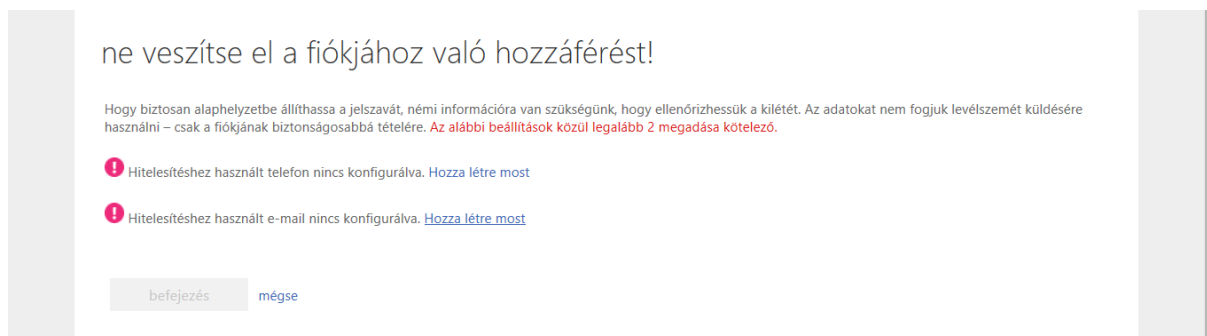 ne veszítse el a fiókjához való hozzáférést!
Hogy biztosan alaphelyzetbe állíthassa a jelszavát, némi információra van szükségünk, hogy ellenőrizhessük a kilétét. Az adatokat nem fogjuk levélszemét küldésére
használni – csak a fiókjának biztonságosabbá tételére. Az alábbi beállítások közül legalább 2 megadása kötelező.
Hitelesítéshez használt telefon nincs konfigurálva. Hozza létre most
Hitelesítéshez használt e-mail nincs konfigurálva. Hozza létre most
befejezés mégse